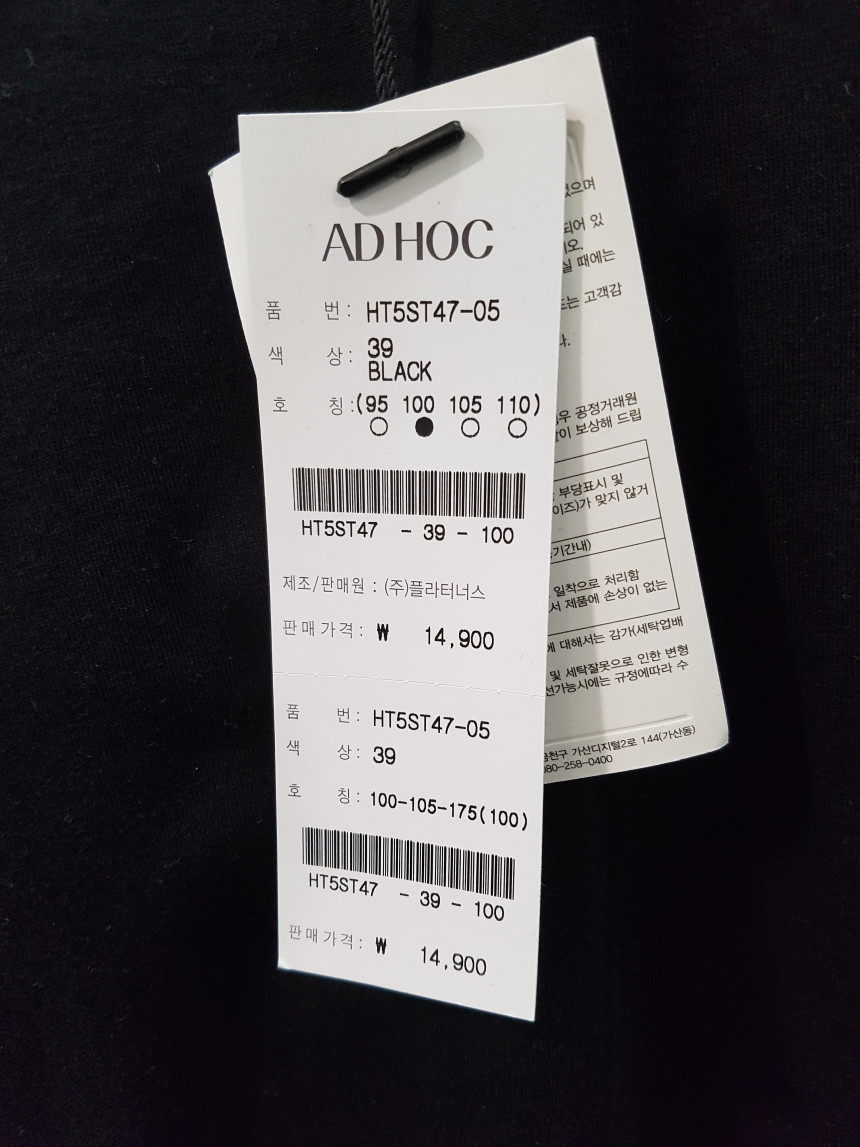 AD HOC
품 번 : HT5ST47-05
색 상 : 39
BLACK
호 칭 :(95 100 105 110)
HT5ST47 - 39 - 100
제조/판매원 : (주)플라터너스
판매가격 : ₩ 14,900
품 번 : HT5ST47-05
색 상 : 39
호 칭 : 100-105-175(100)
HT5ST47 - 39 - 100
판매가격 : ₩ 14,900
었으며
되어 있
오.
실 때에는
드는 고객감
다.
공정거래원
이 보상해 드립
부당표시 및
이즈)가 맞지 않거
기간내)
일착으로 처리함
서 제품에 손상이 없는
에 대해서는 감가(세탁업배
및 세탁잘못으로 인한 변형
선가능시에는 규정에따라 수
천구 가산디지털2로 144(가산동)
080-258-0400